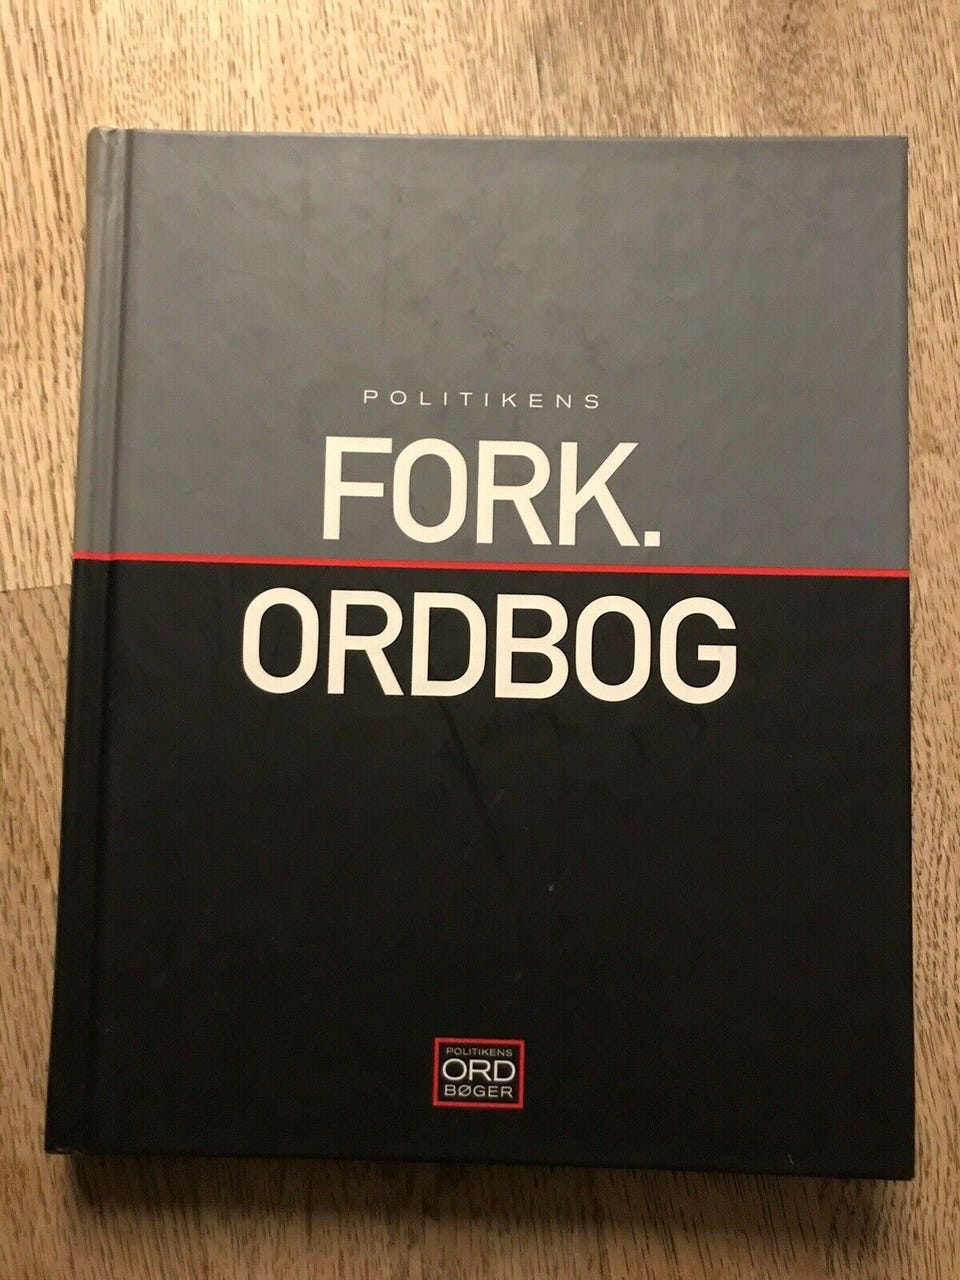 POLITIKENS
FORK.
ORDBOG
POLITIKENS
ORD
BØGER